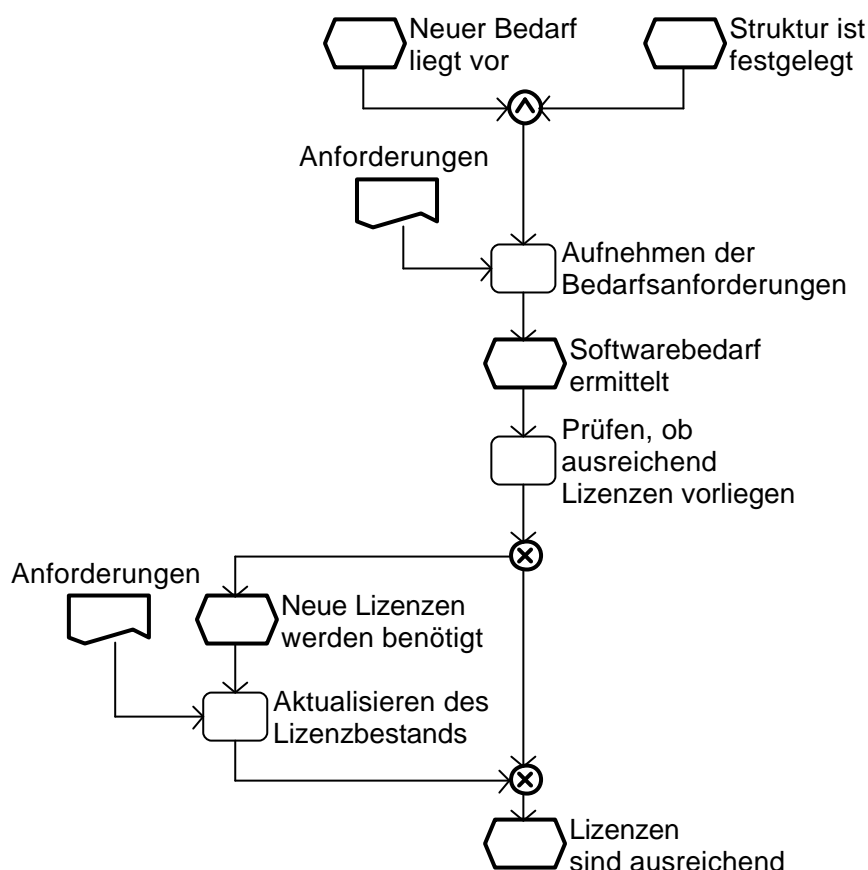 Neuer Bedarf
liegt vor
Struktur ist
festgelegt
Anforderungen
Aufnehmen der
Bedarfsanforderungen
Softwarebedarf
ermittelt
Prüfen, ob
ausreichend
Lizenzen vorliegen
Anforderungen
Neue Lizenzen
werden benötigt
Aktualisieren des
Lizenzbestands
Lizenzen
sind ausreichend